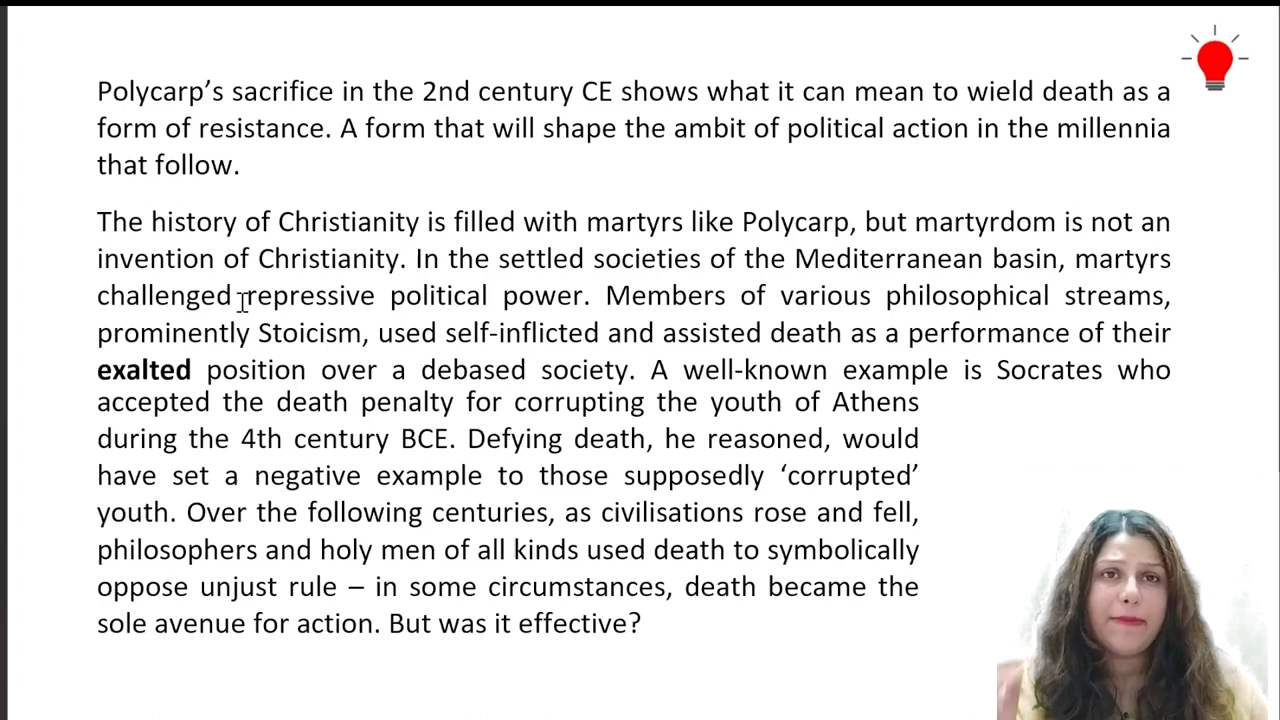 Polycarp’s sacrifice in the 2nd century CE shows what it can mean to wield death as a
form of resistance. A form that will shape the ambit of political action in the millennia
that follow.
The history of Christianity is filled with martyrs like Polycarp, but martyrdom is not an
invention of Christianity. In the settled societies of the Mediterranean basin, martyrs
challenged repressive political power. Members of various philosophical streams,
prominently Stoicism, used self-inflicted and assisted death as a performance of their
exalted position over a debased society. A well-known example is Socrates who
accepted the death penalty for corrupting the youth of Athens
during the 4th century BCE. Defying death, he reasoned, would
have set a negative example to those supposedly ‘corrupted’
youth. Over the following centuries, as civilisations rose and fell,
philosophers and holy men of all kinds used death to symbolically
oppose unjust rule – in some circumstances, death became the
sole avenue for action. But was it effective?